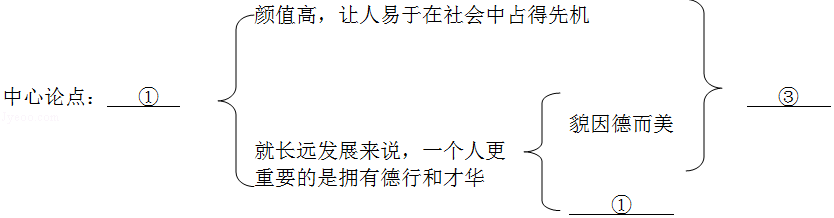 颜值高，让人易于在社会中占得先机
中心论点：①
③
貌因德而美
就长远发展来说，一个人更
重要的是拥有德行和才华
①